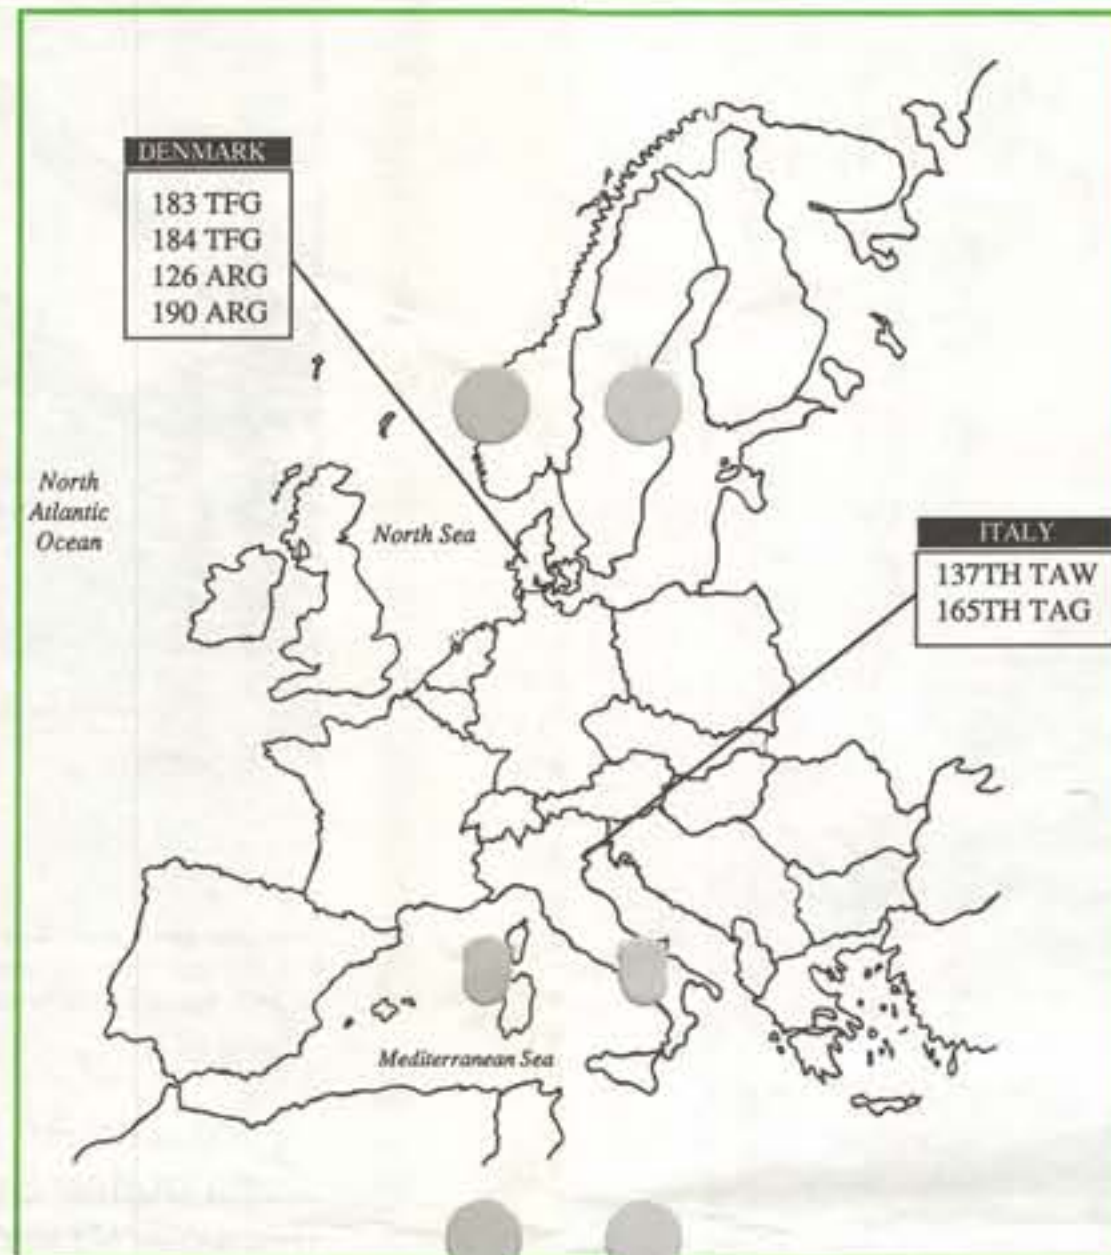 DENMARK
183 TFG
184 TFG
126 ARG
190 ARG
North
Atlantic
Ocean
North Sea
ITALY
137TH TAW
165TH TAG
Mediterranean Sea